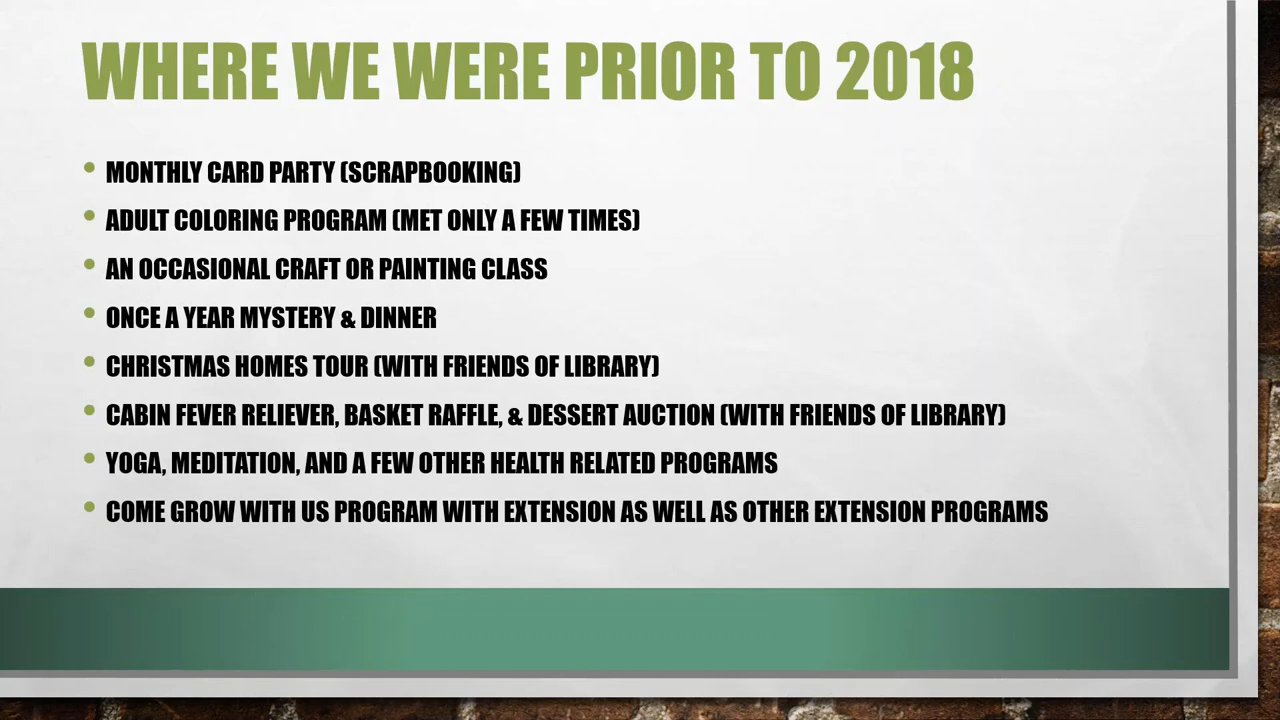 WHERE WE WERE PRIOR TO 2018
• MONTHLY CARD PARTY (SCRAPBOOKING)
• ADULT COLORING PROGRAM (MET ONLY A FEW TIMES)
• AN OCCASIONAL CRAFT OR PAINTING CLASS
• ONCE A YEAR MYSTERY & DINNER
• CHRISTMAS HOMES TOUR (WITH FRIENDS OF LIBRARY)
• CABIN FEVER RELIEVER, BASKET RAFFLE, & DESSERT AUCTION (WITH FRIENDS OF LIBRARY)
• YOGA, MEDITATION, AND A FEW OTHER HEALTH RELATED PROGRAMS
• COME GROW WITH US PROGRAM WITH EXTENSION AS WELL AS OTHER EXTENSION PROGRAMS